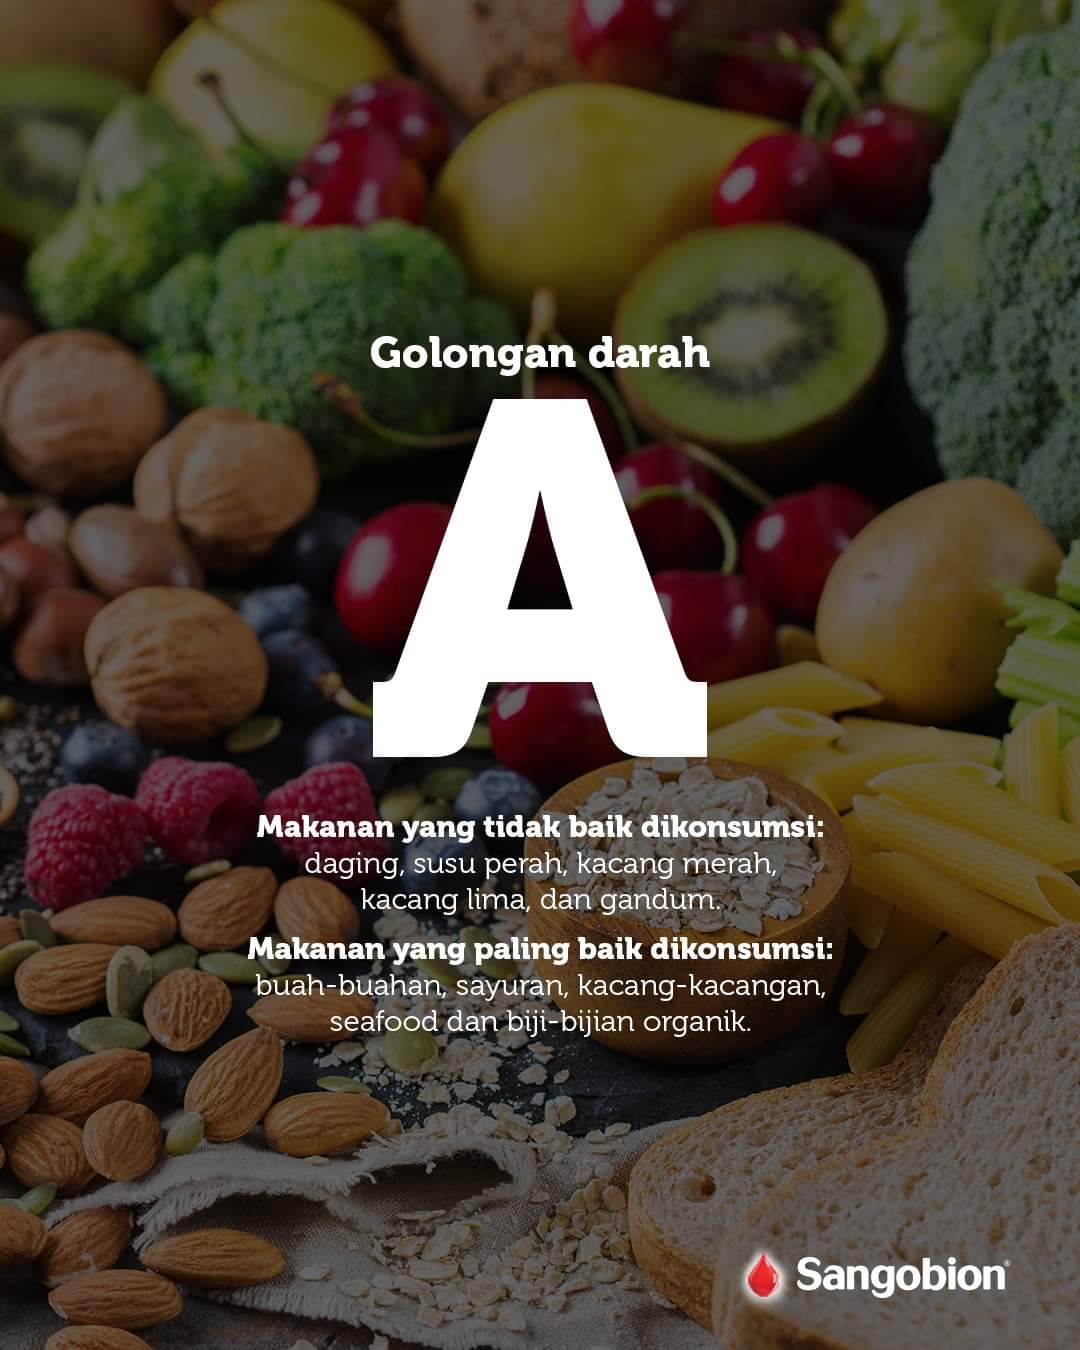 Golongan darah
A
Makanan yang tidak baik dikonsumsi:
daging, susu perah, kacang merah,
kacang lima, dan gandum.
Makanan yang paling baik dikonsumsi:
buah-buahan, sayuran, kacang-kacangan,
seafood dan biji-bijian organik.
Sangobion®